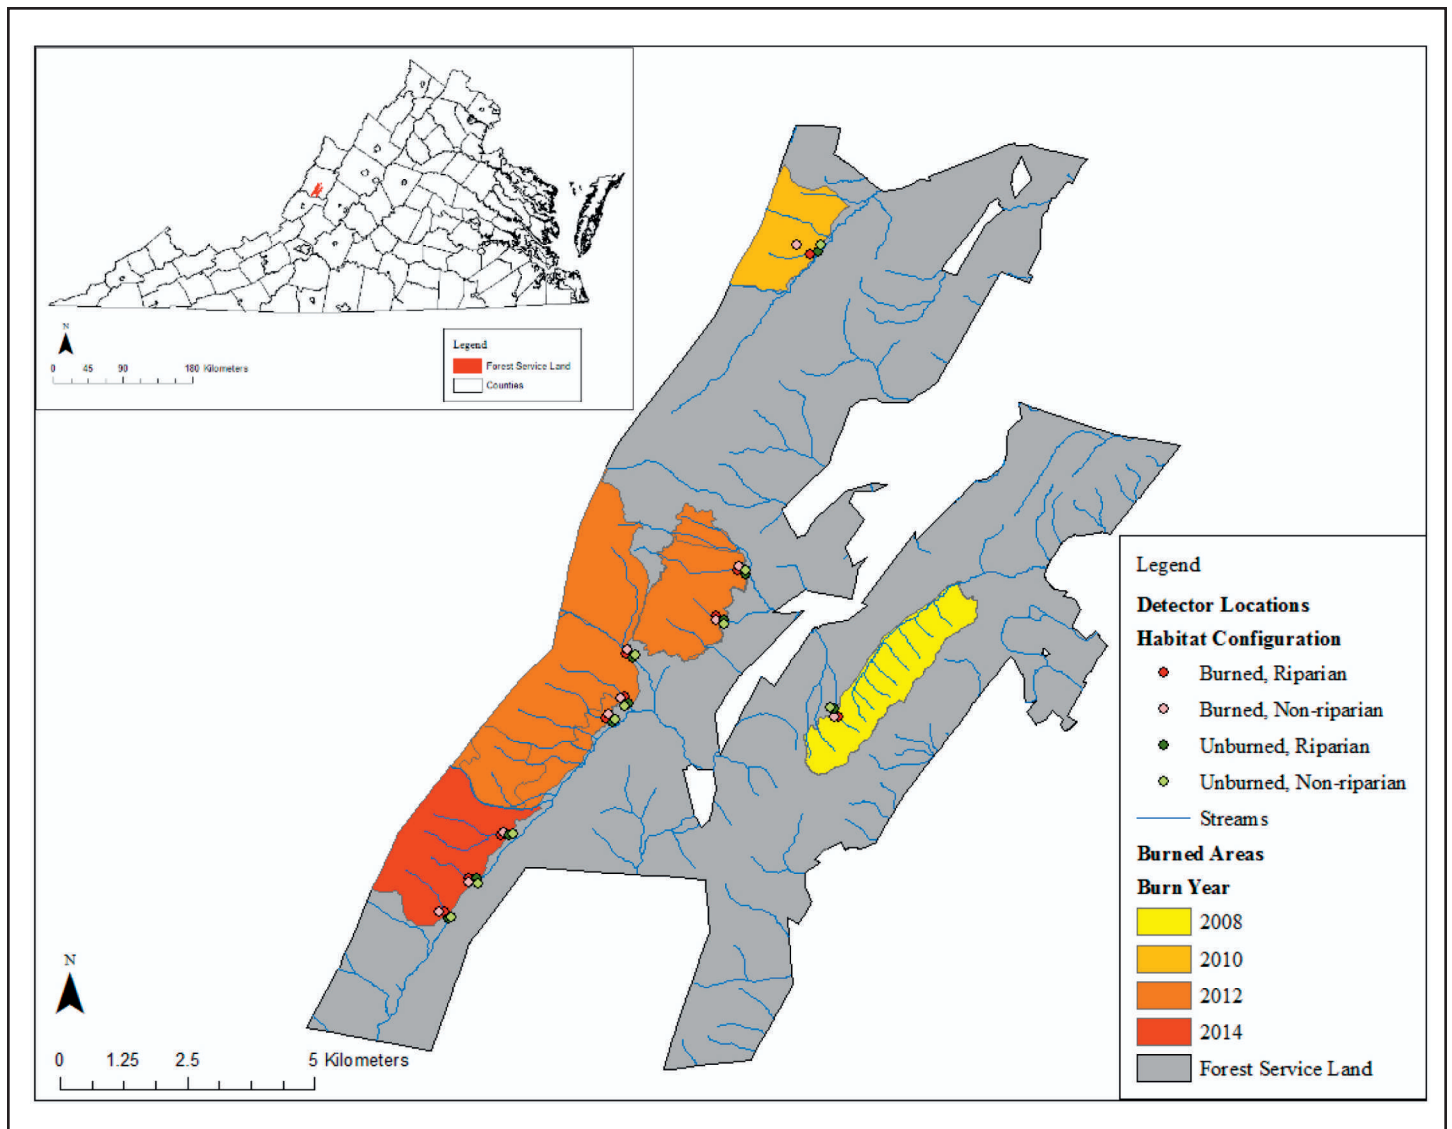 N
0 45 90 180 Kilometers
Legend
Forest Service Land
Counties
Legend
Detector Locations
Habitat Configuration
Burned, Riparian
Burned, Non-riparian
Unburned, Riparian
Unburned, Non-riparian
Streams
Burned Areas
Burn Year
2008
2010
2012
2014
Forest Service Land
N
0 1.25 2.5 5 Kilometers